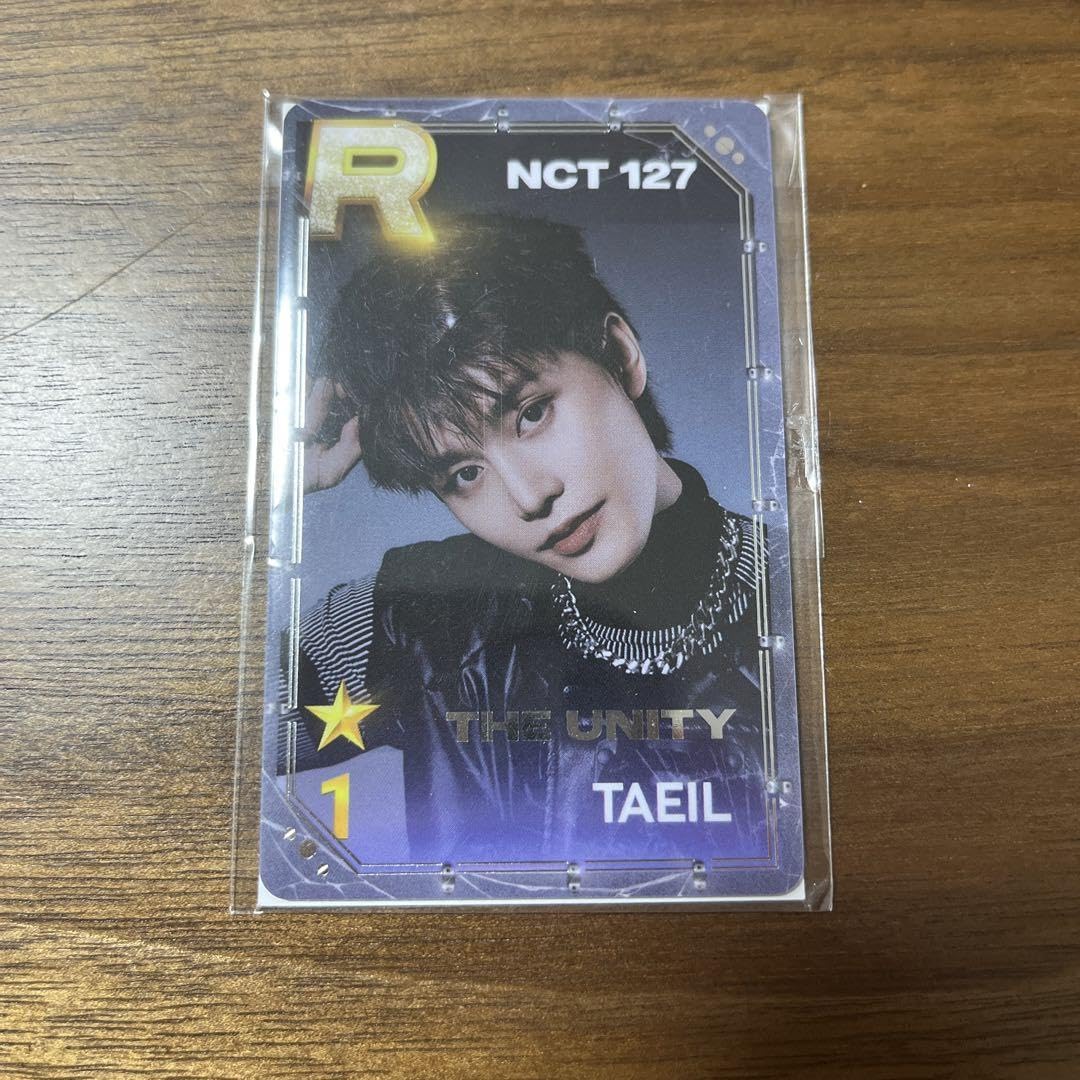 R
NCT 127
THE UNITY
1
TAEIL